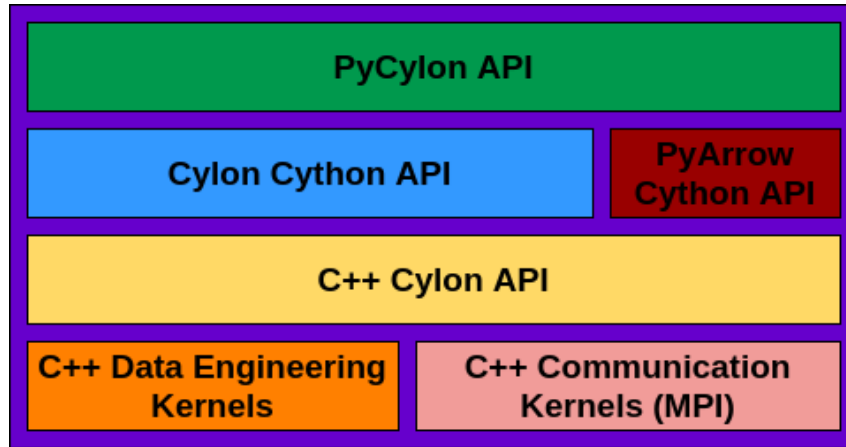 PyCylon API
Cylon Cython API
PyArrow
Cython API
C++ Cylon API
C++ Data Engineering
Kernels
C++ Communication
Kernels (MPI)